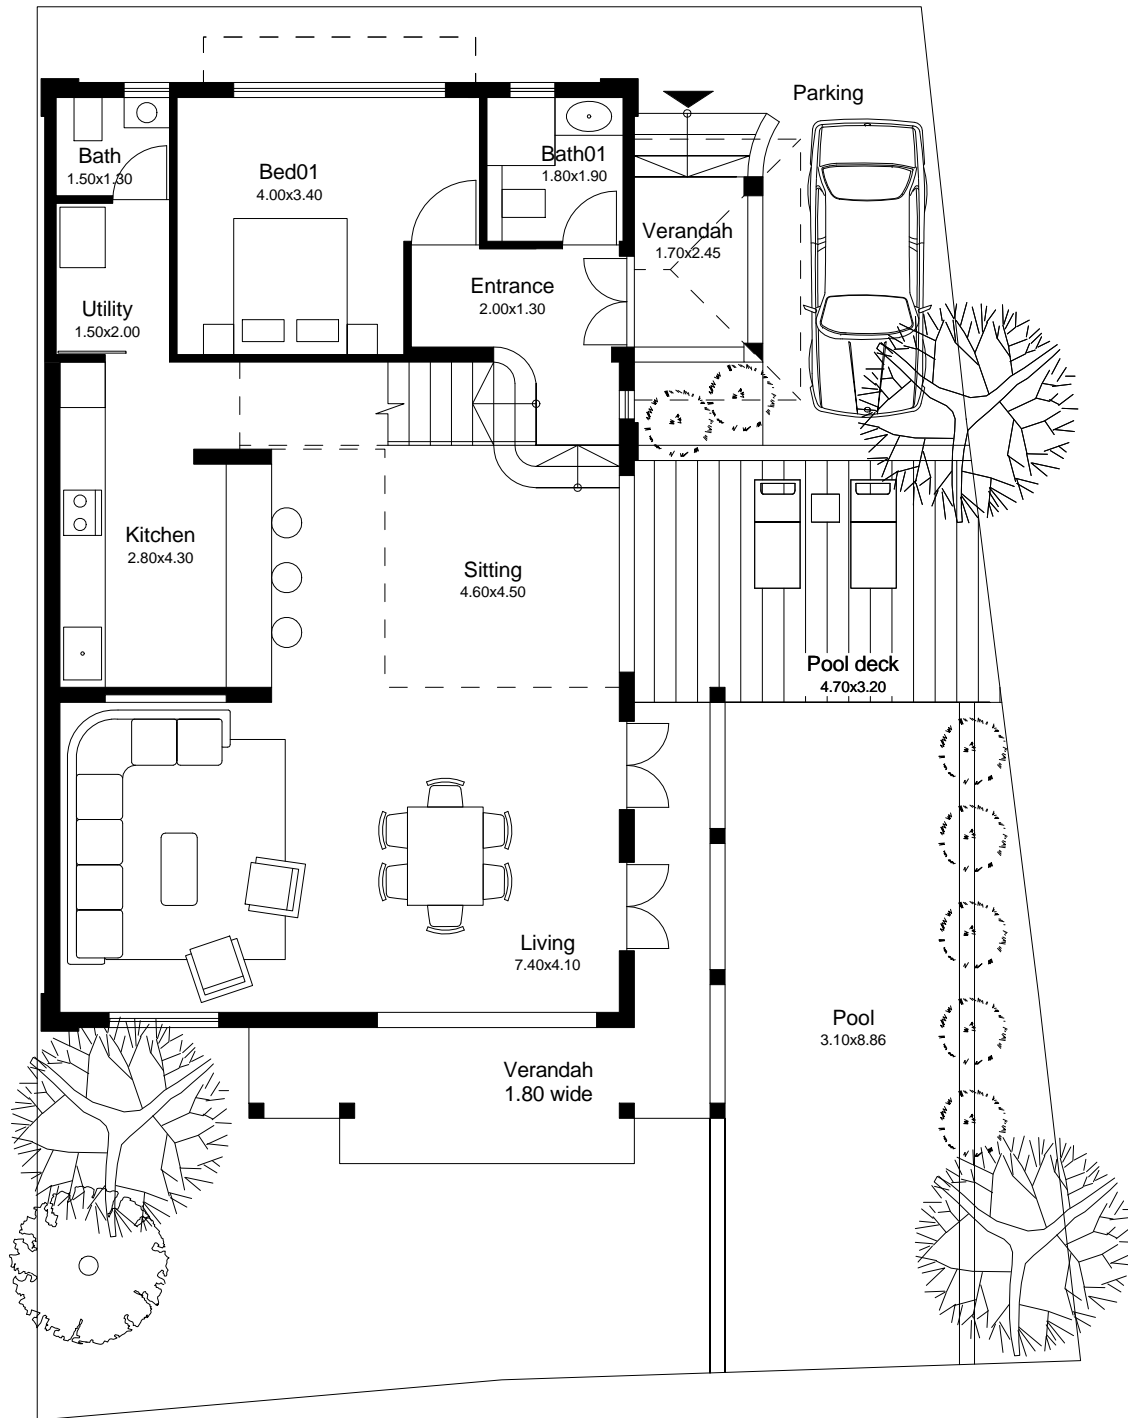 Parking
Bath
1.50x1.30
Bed01
4.00x3.40
Bath01
1.80x1.90
Verandah
1.70x2.45
Entrance
2.00x1.30
Utility
1.50x2.00
Kitchen
2.80x4.30
Sitting
4.60x4.50
Pool deck
4.70x3.20
Living
7.40x4.10
Pool
3.10x8.86
Verandah
1.80 wide